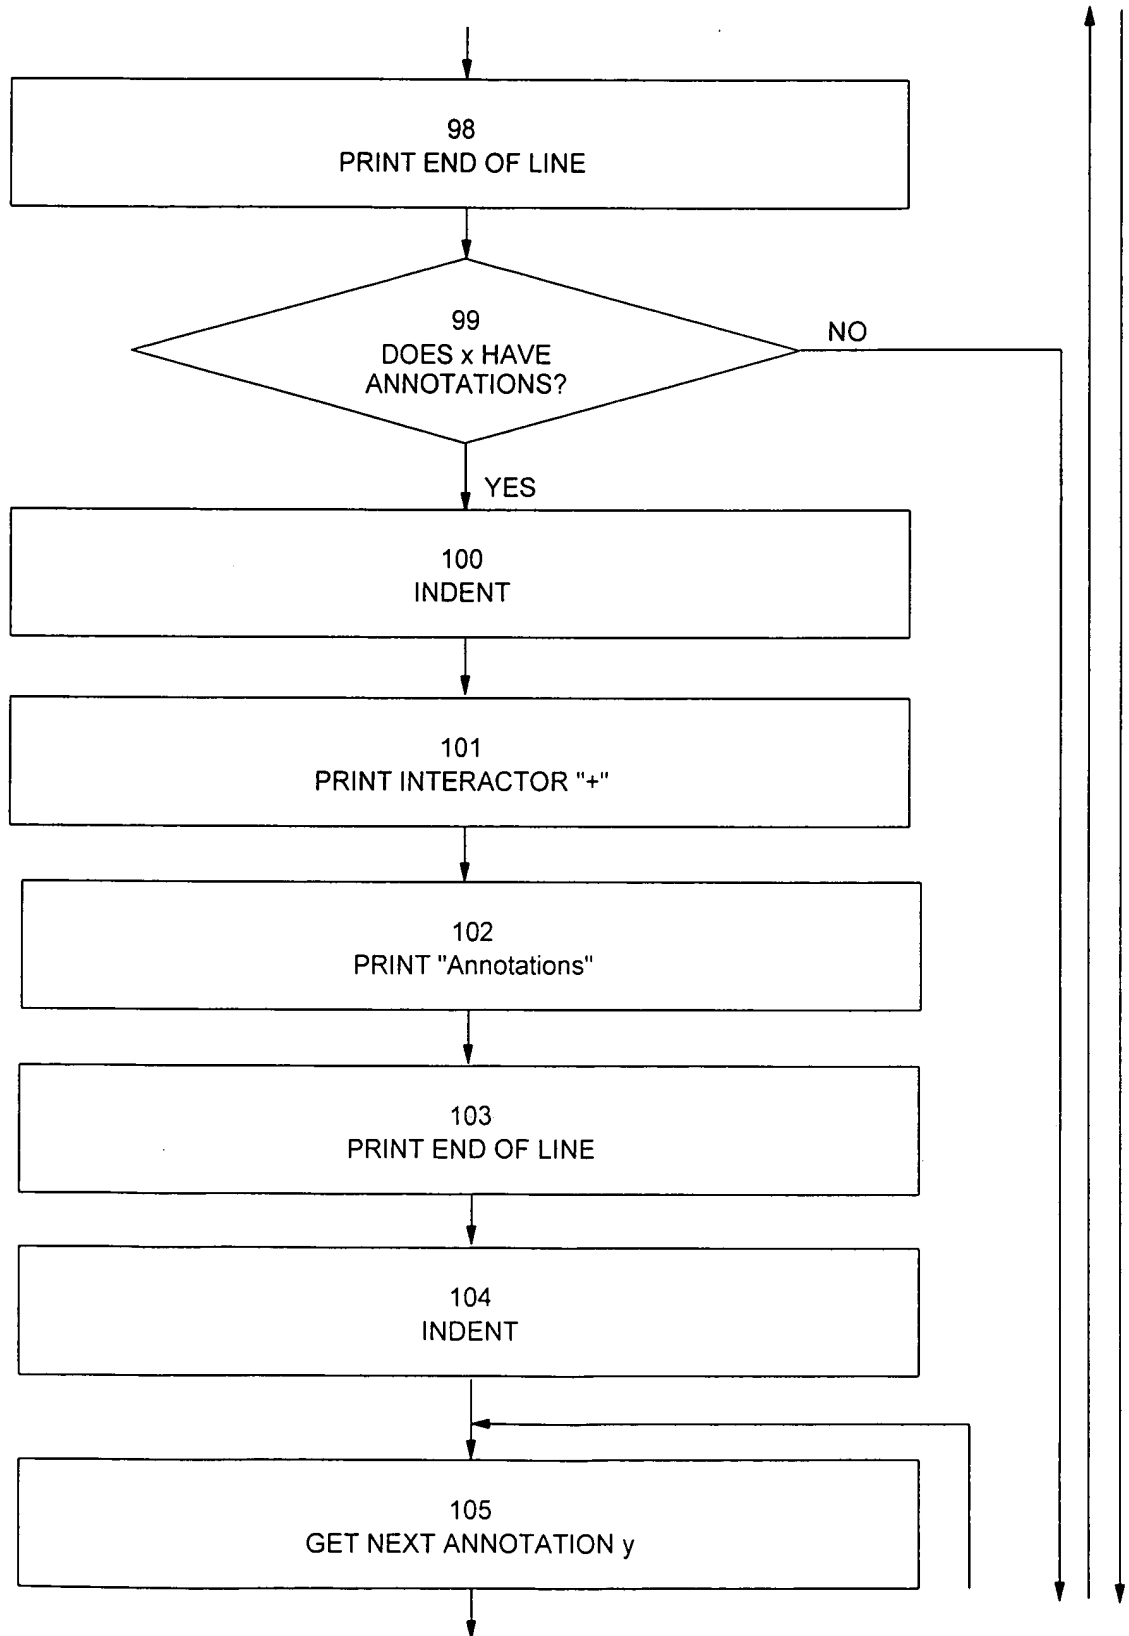 98
PRINT END OF LINE
99
DOES x HAVE
ANNOTATIONS?
NO
YES
100
INDENT
101
PRINT INTERACTOR "+"
102
PRINT "Annotations"
103
PRINT END OF LINE
104
INDENT
105
GET NEXT ANNOTATION y